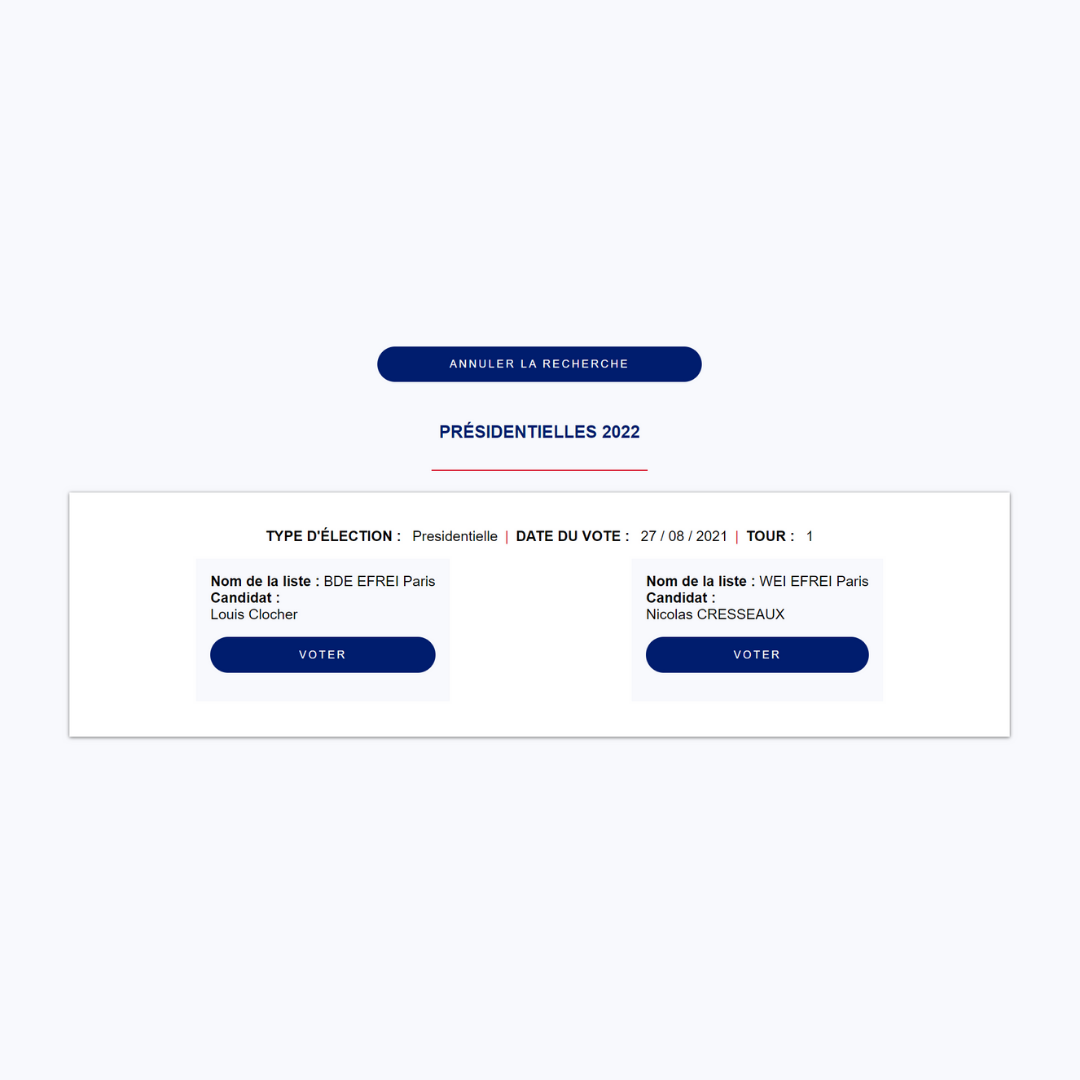 ANNULER LA RECHERCHE
PRÉSIDENTIELLES 2022
TYPE D'ÉLECTION : Presidentielle | DATE DU VOTE : 27 / 08 / 2021 | TOUR : 1
Nom de la liste : BDE EFREI Paris
Candidat :
Louis Clocher
VOTER
Nom de la liste : WEI EFREI Paris
Candidat :
Nicolas CRESSEAUX
VOTER